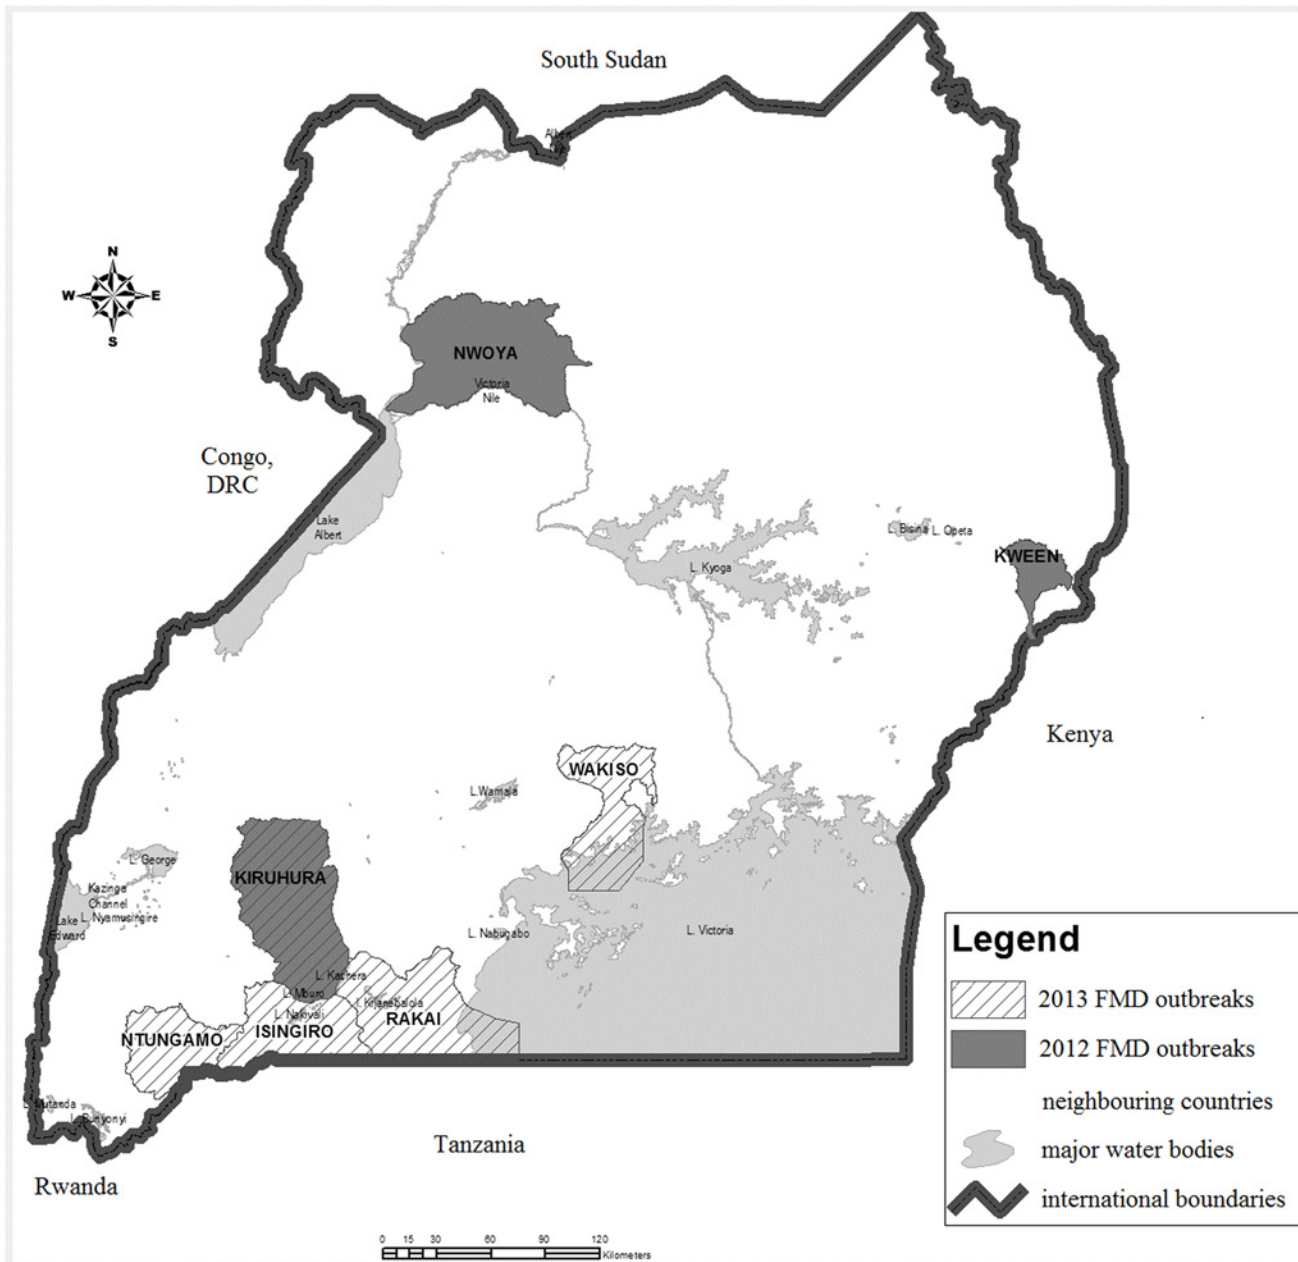 South Sudan
Albert
N
W
E
S
NWOYA
Victoria
Nile
Congo,
DRC
Lake
Albert
L. Bisina
L. Opeta
KWEEN
L. Kyoga
Kenya
WAKISO
L.Wamala
L. George
KIRUHURA
Kazinga
Channel
L. Nyamusingire
Lake
Edward
L. Nabugabo
L. Victoria
L. Kachera
L. Mburo
L. Kijanebalola
L. Nakivali
RAKAI
ISINGIRO
NTUNGAMO
L. Mutanda
L. Bunyonyi
Tanzania
Rwanda
Legend
2013 FMD outbreaks
2012 FMD outbreaks
neighbouring countries
major water bodies
international boundaries
0 15 30 60 90 120
Kilometers